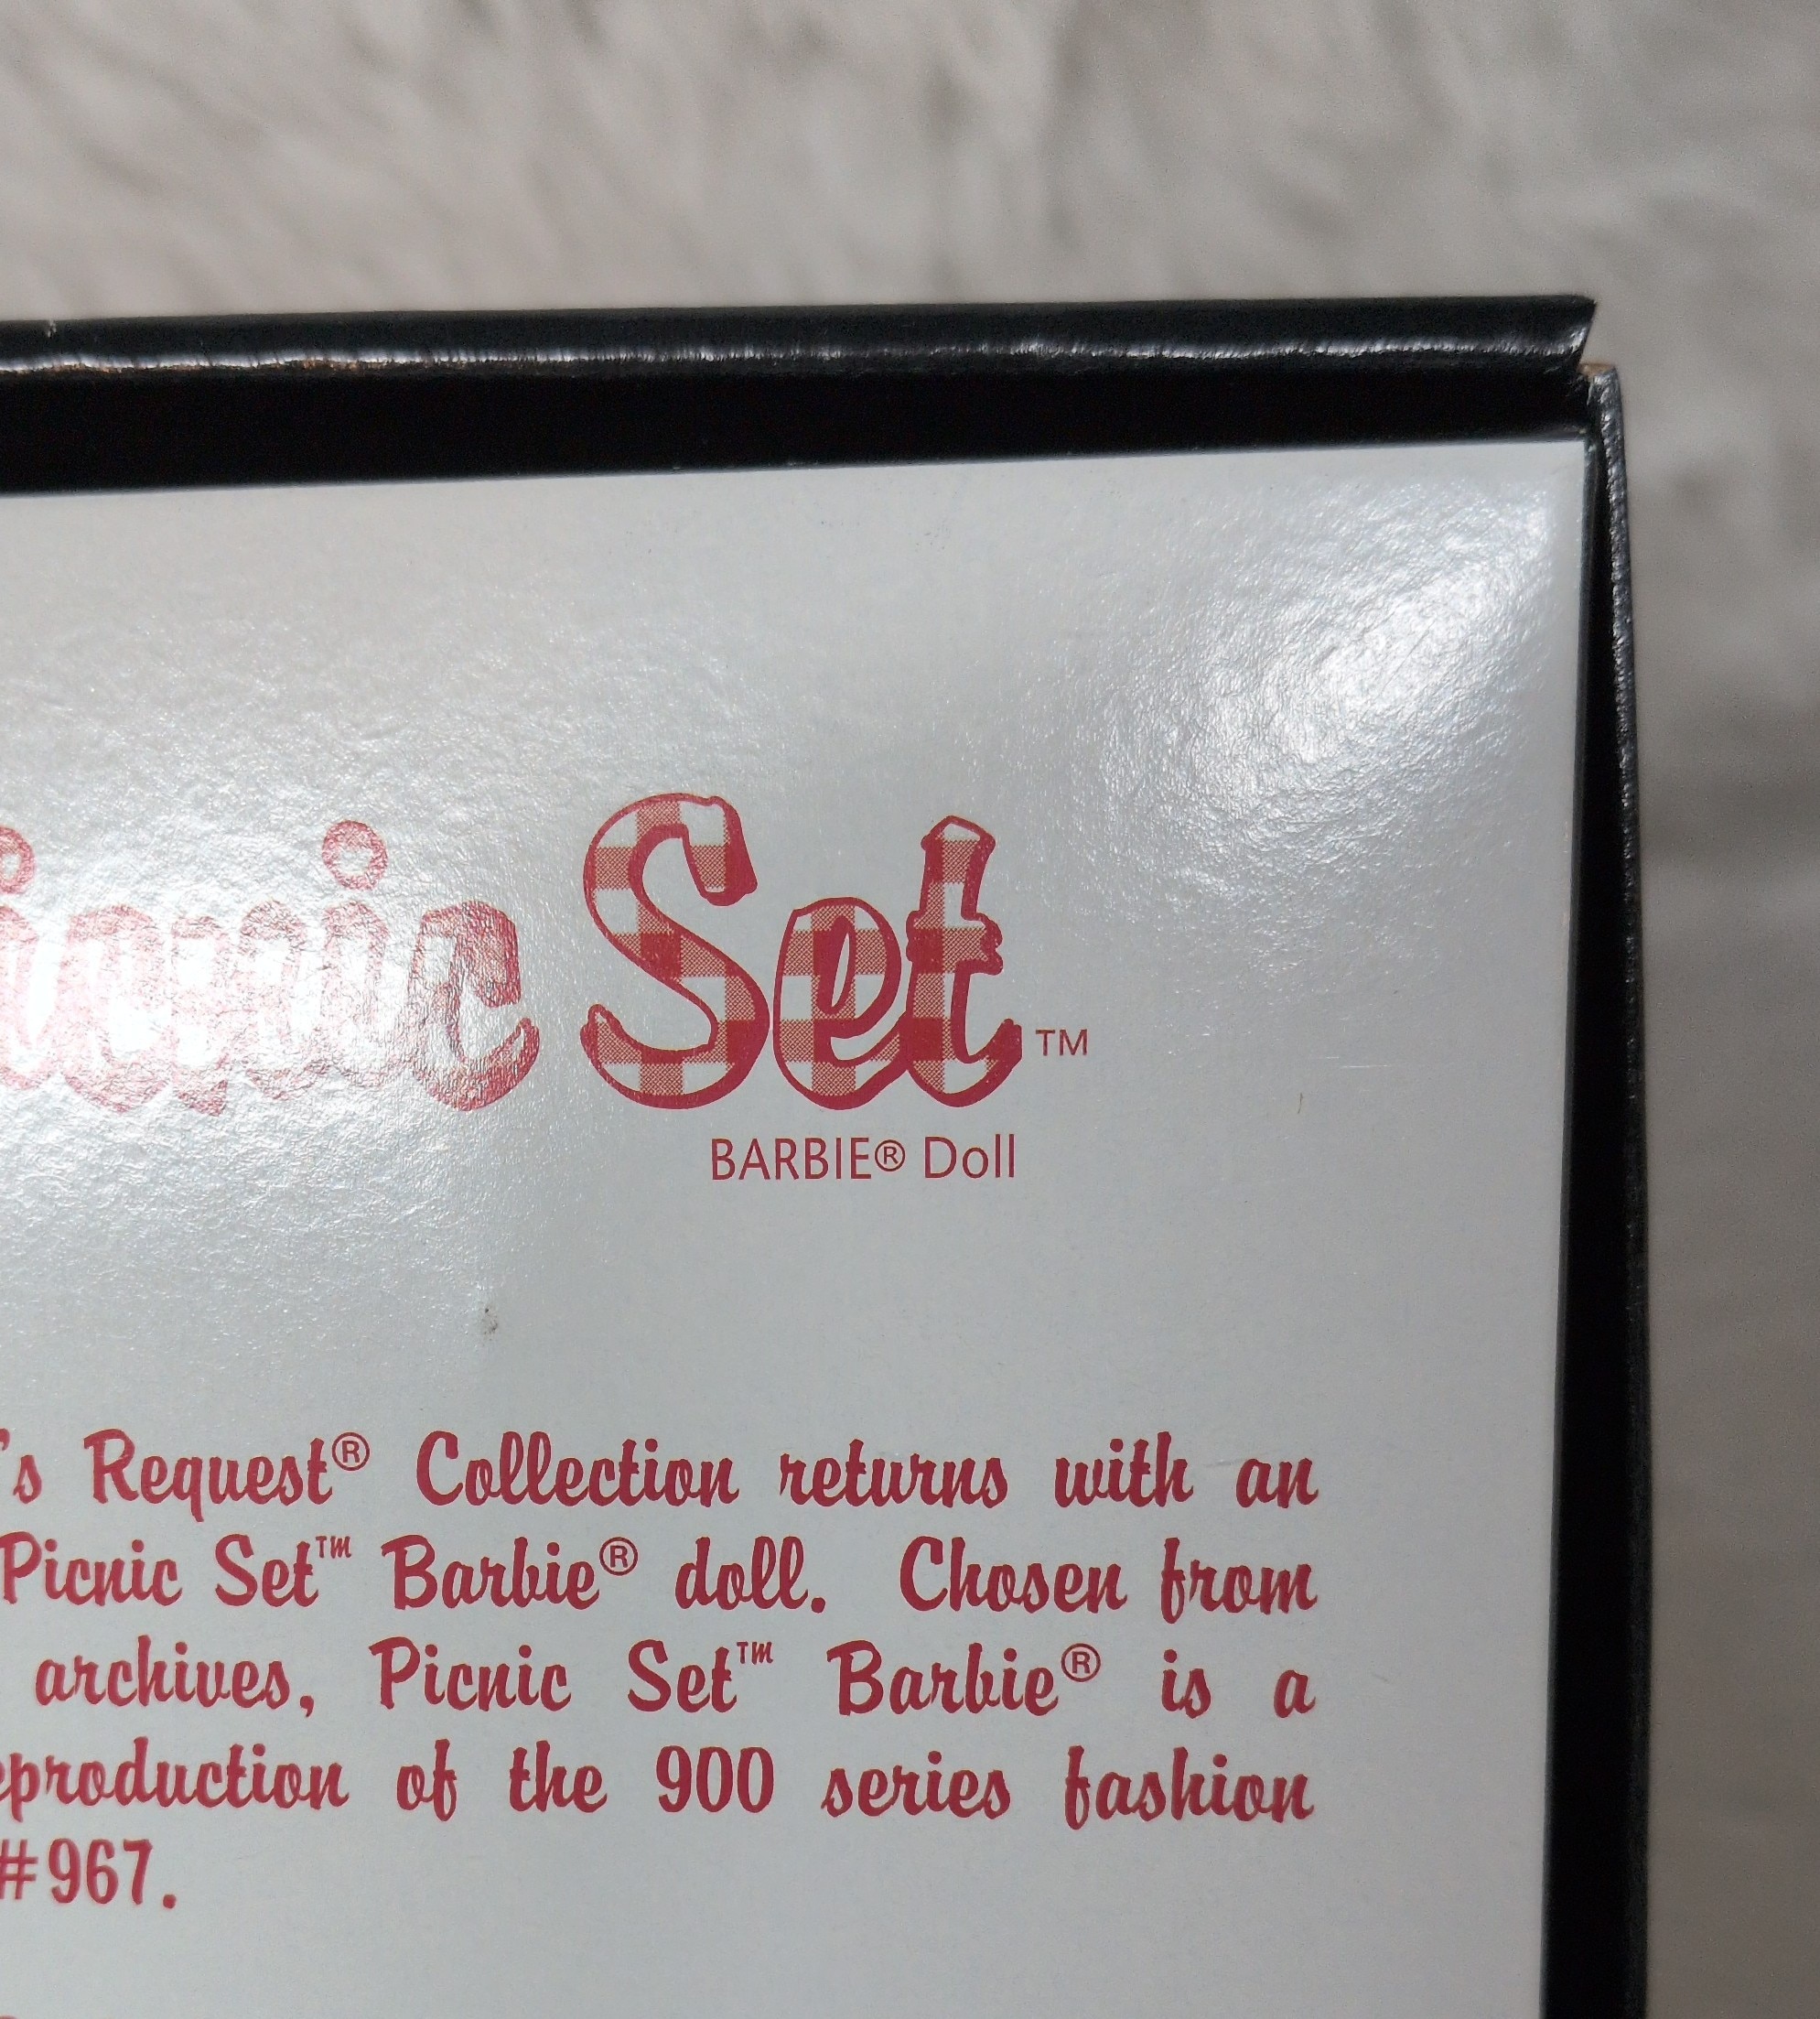 Picnic Set™
BARBIE® Doll
's Request® Collection returns with an
Picnic Set™ Barbie® doll. Chosen from
archives, Picnic Set™ Barbie® is a
eproduction of the 900 series fashion
#967.